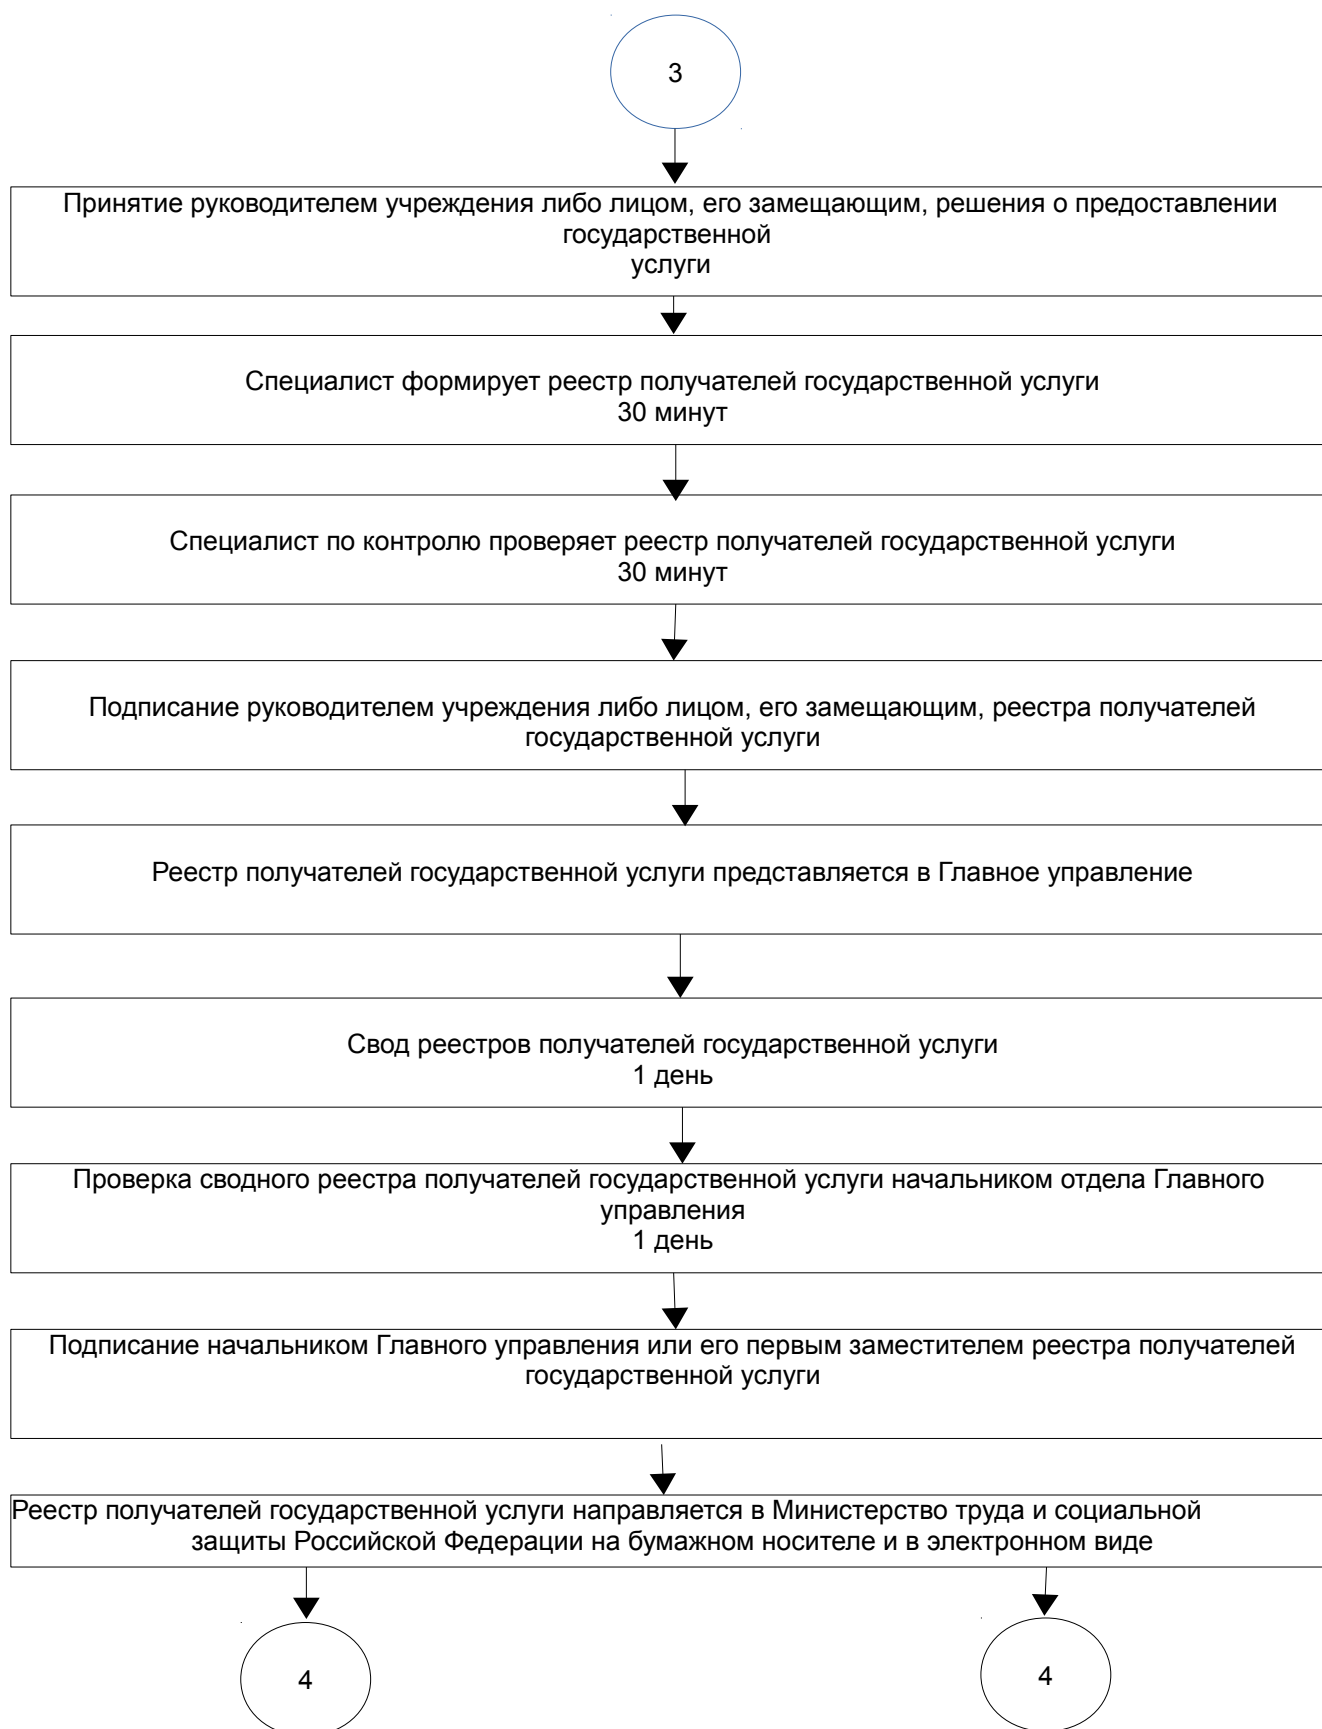 3
Принятие руководителем учреждения либо лицом, его замещающим, решения о предоставлении
государственной
услуги
Специалист формирует реестр получателей государственной услуги
30 минут
Специалист по контролю проверяет реестр получателей государственной услуги
30 минут
Подписание руководителем учреждения либо лицом, его замещающим, реестра получателей
государственной услуги
Реестр получателей государственной услуги представляется в Главное управление
Свод реестров получателей государственной услуги
1 день
Проверка сводного реестра получателей государственной услуги начальником отдела Главного
управления
1 день
Подписание начальником Главного управления или его первым заместителем реестра получателей
государственной услуги
Реестр получателей государственной услуги направляется в Министерство труда и социальной
защиты Российской Федерации на бумажном носителе и в электронном виде
4
4